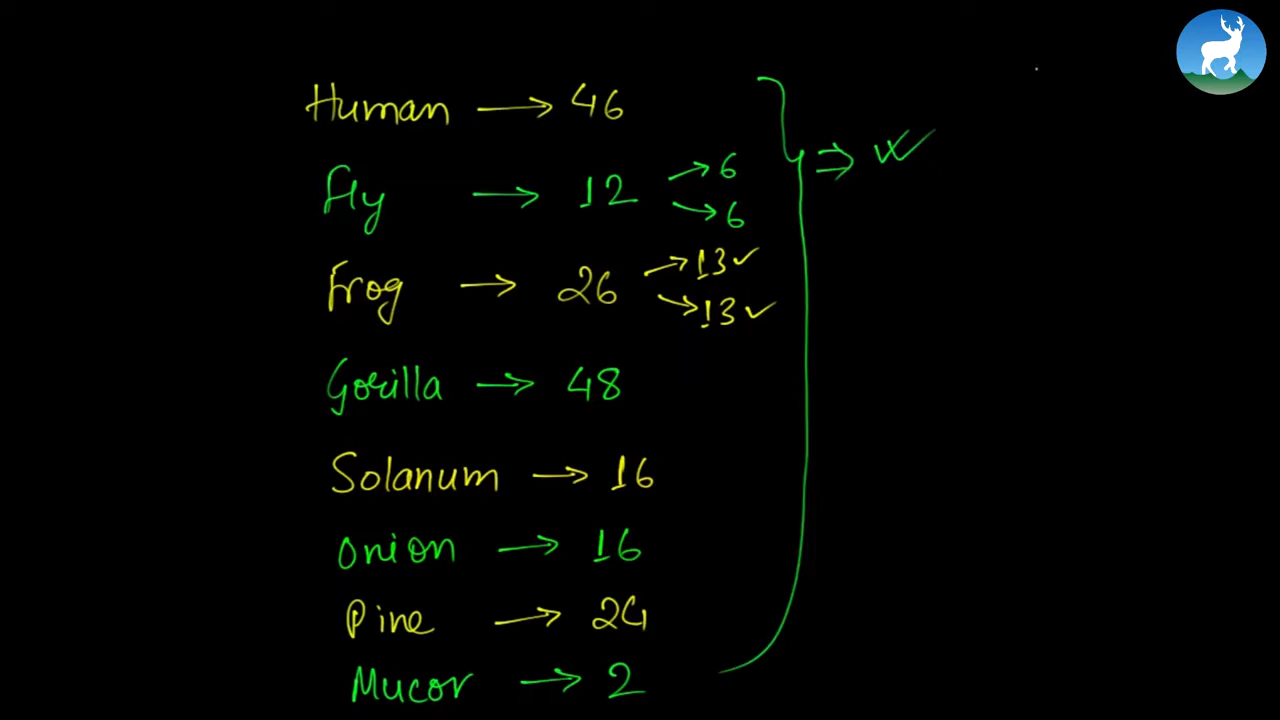 Human → 46
Fly → 12 → 6
→ 6
Frog → 26 → 13 ✓
→ 13 ✓
Gorilla → 48
Solanum → 16
Onion → 16
Pine → 24
Mucor → 2